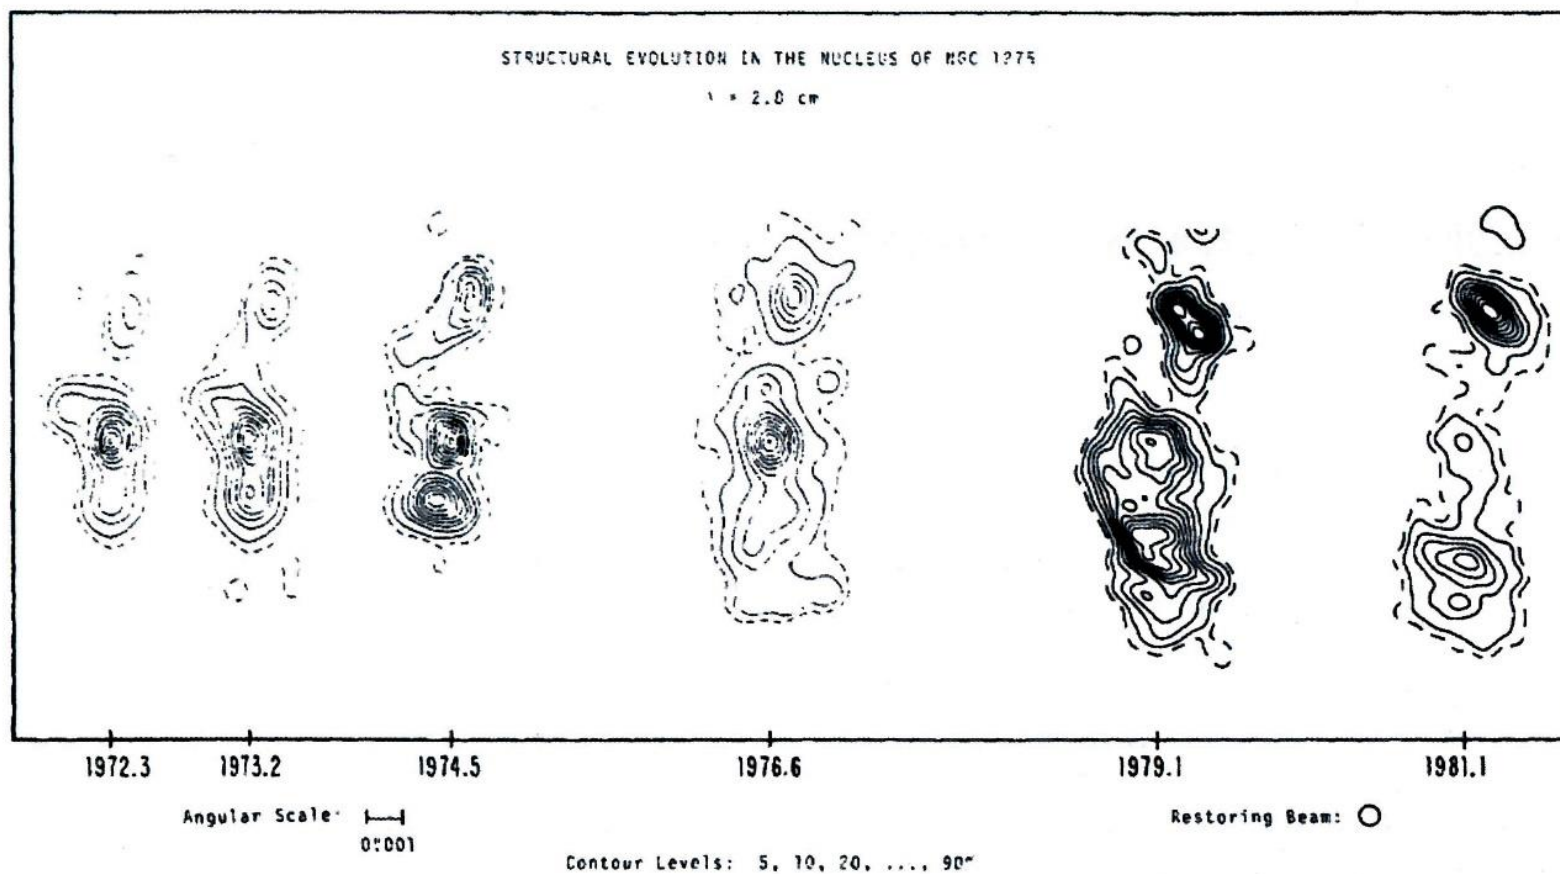 STRUCTURAL EVOLUTION IN THE NUCLEUS OF NGC 1275
λ = 2.8 cm
1972.3 1973.2 1974.5 1976.6 1979.1 1981.1
Angular Scale: Restoring Beam:
0".001
Contour Levels: 5, 10, 20, ..., 90%